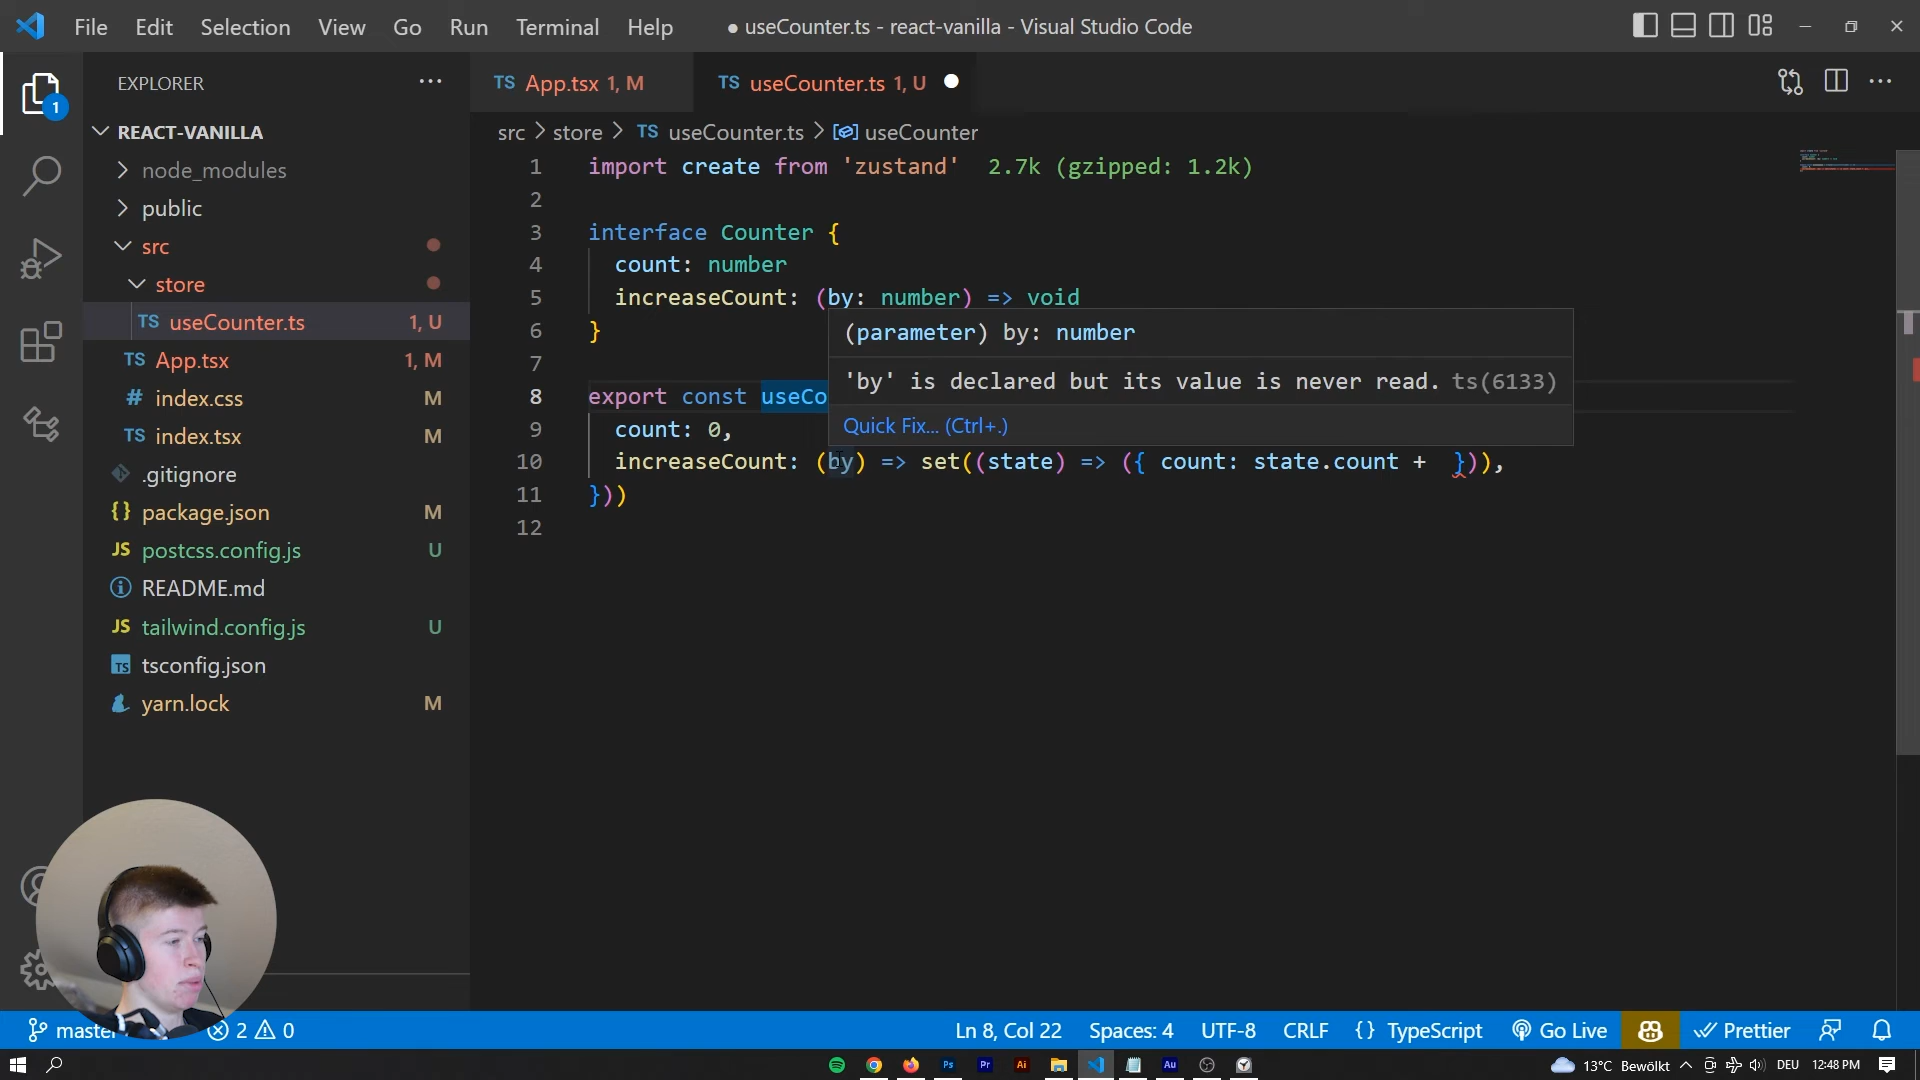 File Edit Selection View Go Run Terminal Help
● useCounter.ts - react-vanilla - Visual Studio Code
EXPLORER
REACT-VANILLA
node_modules
public
src
store
TS useCounter.ts 1, U
TS App.tsx 1, M
# index.css M
TS index.tsx M
.gitignore
{} package.json M
JS postcss.config.js U
README.md
JS tailwind.config.js U
TS tsconfig.json
yarn.lock M
1
TS App.tsx 1, M
TS useCounter.ts 1, U
src > store > TS useCounter.ts > useCounter
1 import create from 'zustand' 2.7k (gzipped: 1.2k)
2
3 interface Counter {
4 count: number
5 increaseCount: (by: number) => void
6 }
7
8 export const useCo
9 count: 0,
10 increaseCount: (by) => set((state) => ({ count: state.count + })),
11 }))
12
(parameter) by: number
'by' is declared but its value is never read. ts(6133)
Quick Fix... (Ctrl+.)
master 2 0
Ln 8, Col 22 Spaces: 4 UTF-8 CRLF {} TypeScript Go Live Prettier
Ps Pr Ai Au
13°C Bewölkt DEU 12:48 PM